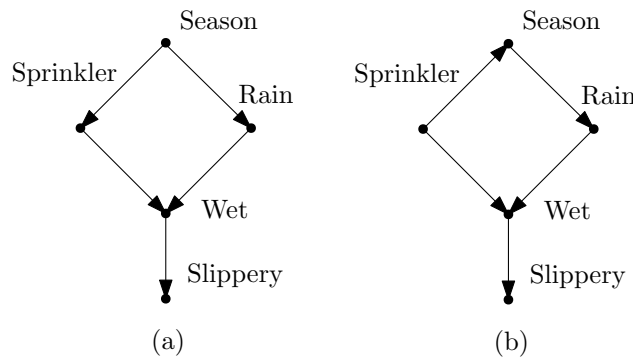 Season
Sprinkler
Rain
Wet
Slippery
(a)
Season
Sprinkler
Rain
Wet
Slippery
(b)